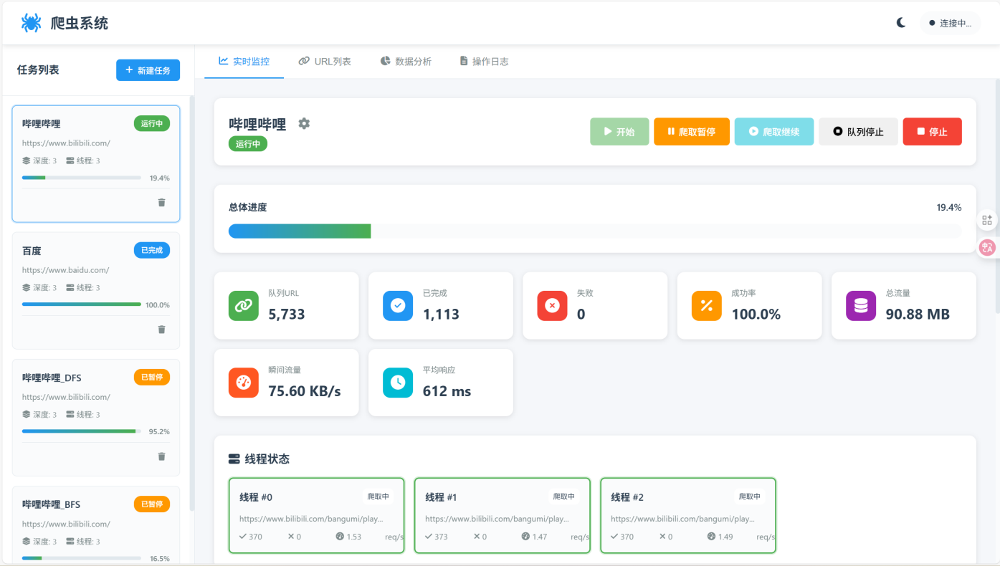 爬虫系统
连接中...
任务列表
新建任务
实时监控
URL列表
数据分析
操作日志
哔哩哔哩
运行中
https://www.bilibili.com/
深度: 3 线程: 3
19.4%
百度
已完成
https://www.baidu.com/
深度: 3 线程: 3
100.0%
哔哩哔哩_DFS
已暂停
https://www.bilibili.com/
深度: 3 线程: 3
95.2%
哔哩哔哩_BFS
已暂停
https://www.bilibili.com/
深度: 3 线程: 3
16.5%
哔哩哔哩
运行中
开始
爬取暂停
爬取继续
队列停止
停止
总体进度
19.4%
队列URL
5,733
已完成
1,113
失败
0
成功率
100.0%
总流量
90.88 MB
瞬间流量
75.60 KB/s
平均响应
612 ms
线程状态
线程 #0
爬取中
https://www.bilibili.com/bangumi/play...
370 0 1.53 req/s
线程 #1
爬取中
https://www.bilibili.com/bangumi/play...
373 0 1.47 req/s
线程 #2
爬取中
https://www.bilibili.com/bangumi/play...
370 0 1.49 req/s
中
A